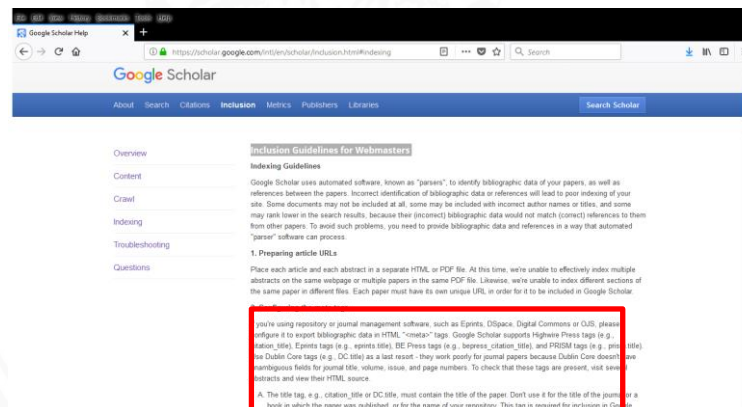 File Edit View History Bookmarks Tools Help
Google Scholar Help
https://scholar.google.com/intl/en/scholar/inclusion.html#indexing
Search
Google Scholar
About Search Citations Inclusion Metrics Publishers Libraries
Search Scholar
Overview
Content
Crawl
Indexing
Troubleshooting
Questions
Inclusion Guidelines for Webmasters
Indexing Guidelines
Google Scholar uses automated software, known as "parsers", to identify bibliographic data of your papers, as well as
references between the papers. Incorrect identification of bibliographic data or references will lead to poor indexing of your
site. Some documents may not be included at all, some may be included with incorrect author names or titles, and some
may rank lower in the search results, because their (incorrect) bibliographic data would not match (correct) references to them
from other papers. To avoid such problems, you need to provide bibliographic data and references in a way that automated
"parser" software can process.
1. Preparing article URLs
Place each article and each abstract in a separate HTML or PDF file. At this time, we're unable to effectively index multiple
abstracts on the same webpage or multiple papers in the same PDF file. Likewise, we're unable to index different sections of
the same paper in different files. Each paper must have its own unique URL in order for it to be included in Google Scholar.
you're using repository or journal management software, such as Eprints, DSpace, Digital Commons or OJS, please
configure it to export bibliographic data in HTML "<meta>" tags. Google Scholar supports Highwire Press tags (e.g.,
citation_title), Eprints tags (e.g., eprints.title), BE Press tags (e.g., bepress_citation_title), and PRISM tags (e.g., prism.title).
Use Dublin Core tags (e.g., DC.title) as a last resort - they work poorly for journal papers because Dublin Core doesn't have
unambiguous fields for journal title, volume, issue, and page numbers. To check that these tags are present, visit several
abstracts and view their HTML source.
A. The title tag, e.g., citation_title or DC.title, must contain the title of the paper. Don't use it for the title of the journal or a
book in which the paper was published, or for the name of your repository. This tag is required for inclusion in Google